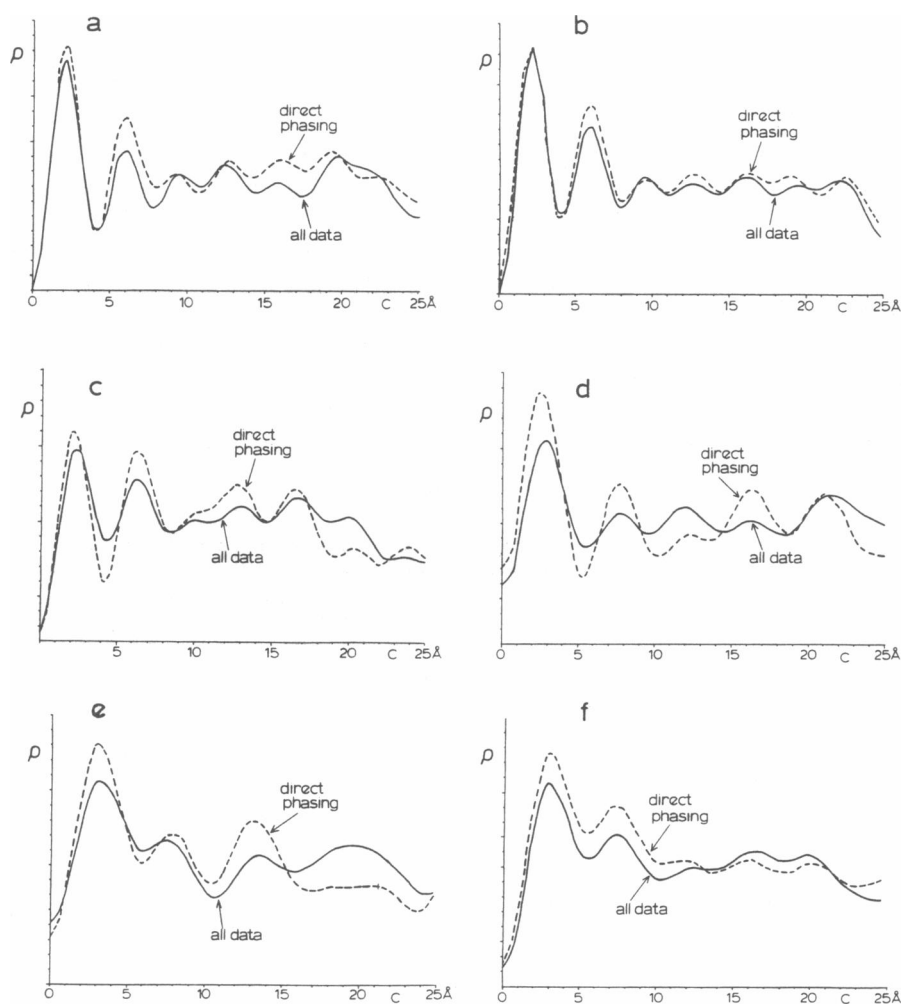 a
ρ
direct
phasing
all data
0 5 10 15 20 C 25Å
b
ρ
direct
phasing
all data
0 5 10 15 20 C 25Å
c
ρ
direct
phasing
all data
5 10 15 20 C 25Å
d
ρ
direct
phasing
all data
0 5 10 15 20 C 25Å
e
ρ
direct
phasing
all data
0 5 10 15 20 C 25Å
f
ρ
direct
phasing
all data
0 5 10 15 20 C 25Å